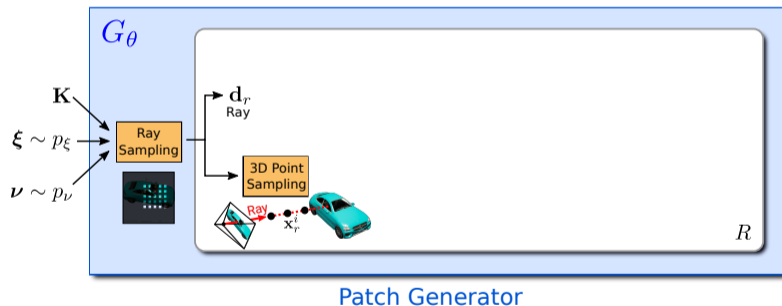 G_θ
K
ξ ∼ p_ξ
ν ∼ p_ν
Ray
Sampling
d_r
Ray
3D Point
Sampling
Ray
x_r^i
R
Patch Generator